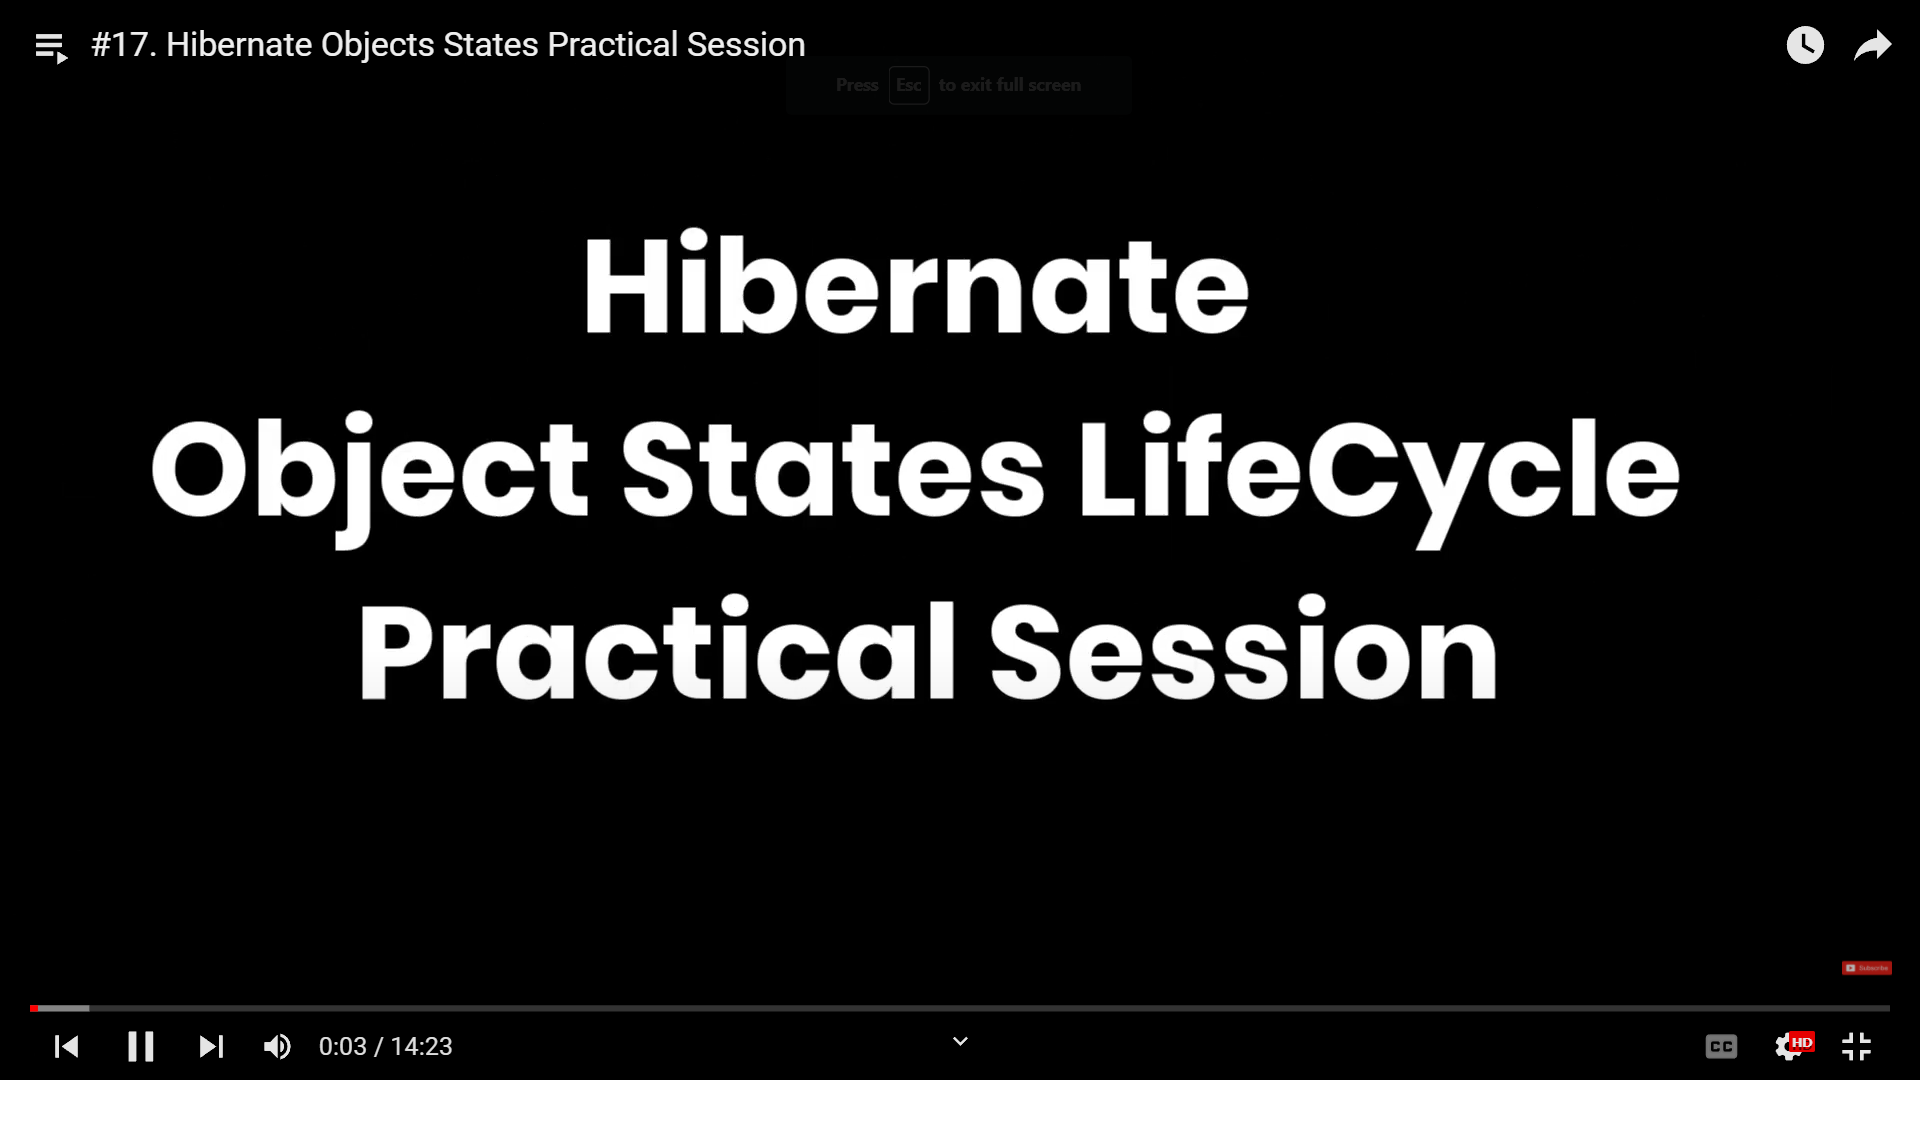 #17. Hibernate Objects States Practical Session
Press Esc to exit full screen
Hibernate
Object States LifeCycle
Practical Session
Subscribe
0:03 / 14:23
CC
HD